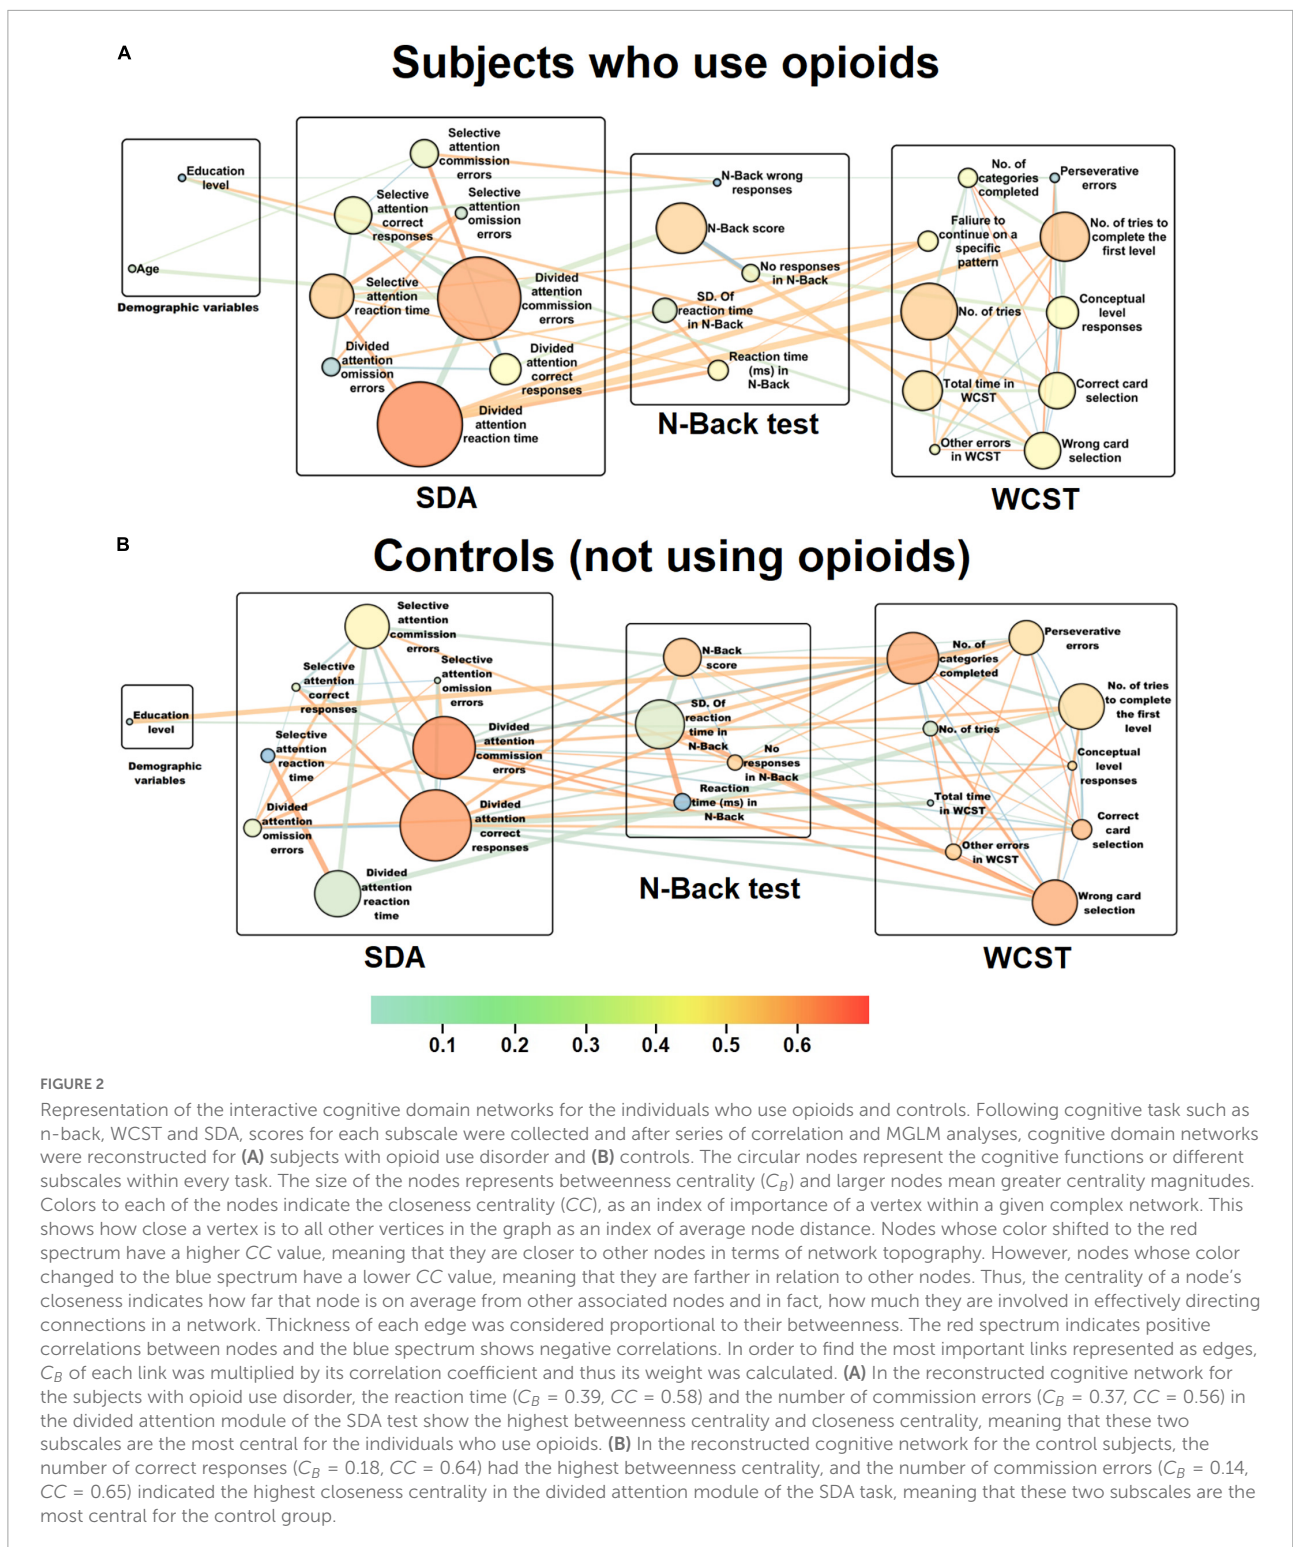 A
Subjects who use opioids
Education
level
Age
Demographic variables
Selective
attention
commission
errors
Selective
attention
correct
responses
Selective
attention
omission
errors
Selective
attention
reaction time
Divided
attention
commission
errors
Divided
attention
omission
errors
Divided
attention
correct
responses
Divided
attention
reaction time
SDA
N-Back wrong
responses
N-Back score
No responses
in N-Back
SD. Of
reaction time
in N-Back
Reaction time
(ms) in
N-Back
N-Back test
No. of
categories
completed
Perseverative
errors
Faliure to
continue on a
specific
pattern
No. of tries to
complete the
first level
No. of tries
Conceptual
level
responses
Total time in
WCST
Correct card
selection
Other errors
in WCST
Wrong card
selection
WCST
B
Controls (not using opioids)
Education
level
Demographic
variables
Selective
attention
commission
errors
Selective
attention
correct
responses
Selective
attention
omission
errors
Selective
attention
reaction
time
Divided
attention
commission
errors
Divided
attention
omission
errors
Divided
attention
correct
responses
Divided
attention
reaction
time
SDA
N-Back
score
SD. Of
reaction
time in
N-Back
No
responses
in N-Back
Reaction
time (ms) in
N-Back
N-Back test
No. of
categories
completed
Perseverative
errors
No. of tries
to complete
the first
level
No. of tries
Conceptual
level
responses
Total time
in WCST
Correct
card
selection
Other errors
in WCST
Wrong card
selection
WCST
0.1 0.2 0.3 0.4 0.5 0.6
FIGURE 2
Representation of the interactive cognitive domain networks for the individuals who use opioids and controls. Following cognitive task such as
n-back, WCST and SDA, scores for each subscale were collected and after series of correlation and MGLM analyses, cognitive domain networks
were reconstructed for (A) subjects with opioid use disorder and (B) controls. The circular nodes represent the cognitive functions or different
subscales within every task. The size of the nodes represents betweenness centrality (CB) and larger nodes mean greater centrality magnitudes.
Colors to each of the nodes indicate the closeness centrality (CC), as an index of importance of a vertex within a given complex network. This
shows how close a vertex is to all other vertices in the graph as an index of average node distance. Nodes whose color shifted to the red
spectrum have a higher CC value, meaning that they are closer to other nodes in terms of network topography. However, nodes whose color
changed to the blue spectrum have a lower CC value, meaning that they are farther in relation to other nodes. Thus, the centrality of a node's
closeness indicates how far that node is on average from other associated nodes and in fact, how much they are involved in effectively directing
connections in a network. Thickness of each edge was considered proportional to their betweenness. The red spectrum indicates positive
correlations between nodes and the blue spectrum shows negative correlations. In order to find the most important links represented as edges,
CB of each link was multiplied by its correlation coefficient and thus its weight was calculated. (A) In the reconstructed cognitive network for
the subjects with opioid use disorder, the reaction time (CB = 0.39, CC = 0.58) and the number of commission errors (CB = 0.37, CC = 0.56) in
the divided attention module of the SDA test show the highest betweenness centrality and closeness centrality, meaning that these two
subscales are the most central for the individuals who use opioids. (B) In the reconstructed cognitive network for the control subjects, the
number of correct responses (CB = 0.18, CC = 0.64) had the highest betweenness centrality, and the number of commission errors (CB = 0.14,
CC = 0.65) indicated the highest closeness centrality in the divided attention module of the SDA task, meaning that these two subscales are the
most central for the control group.